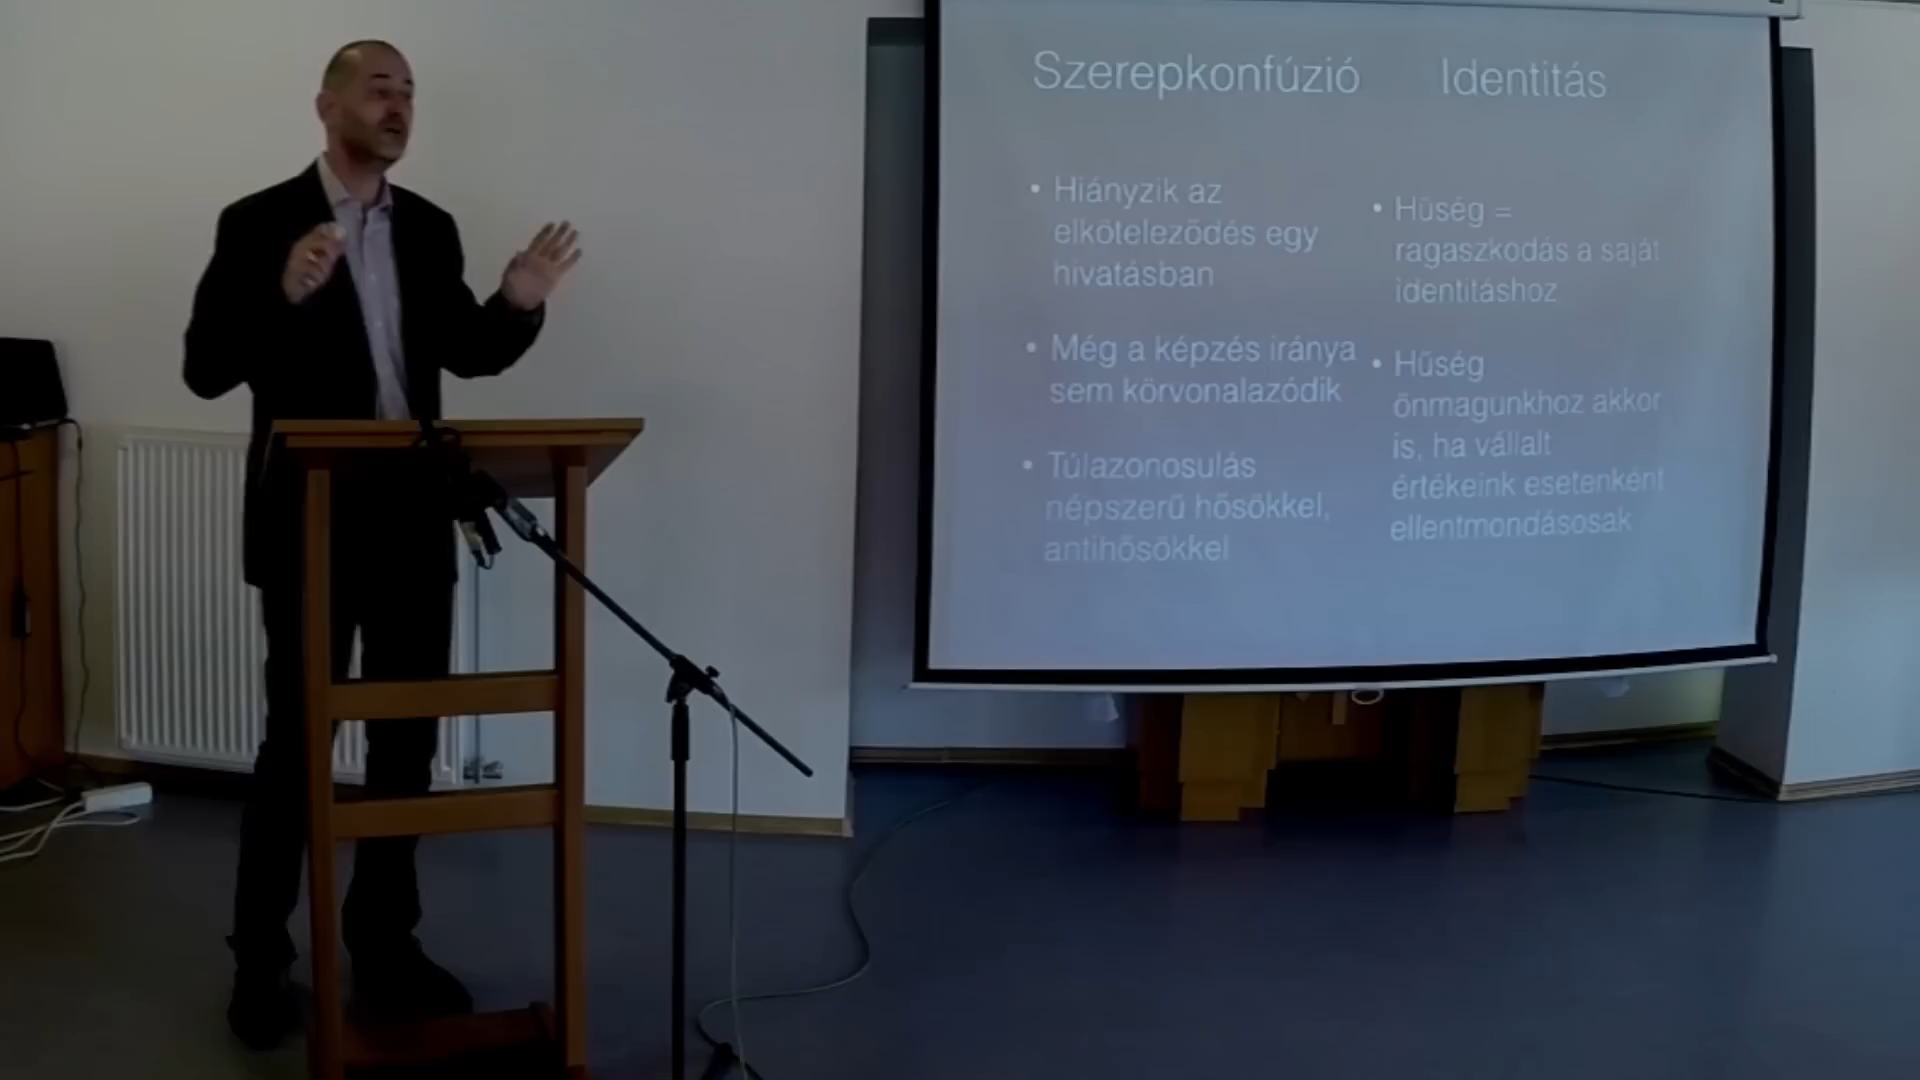 Szerepkonfúzió Identitás
• Hiányzik az
elköteleződés egy
hivatásban
• Még a képzés iránya
sem körvonalazódik
• Túlazonosulás
népszerű hősökkel,
antihősökkel
• Hűség =
ragaszkodás a saját
identitáshoz
• Hűség
önmagunkhoz akkor
is, ha vállalt
értékeink esetenként
ellentmondásosak